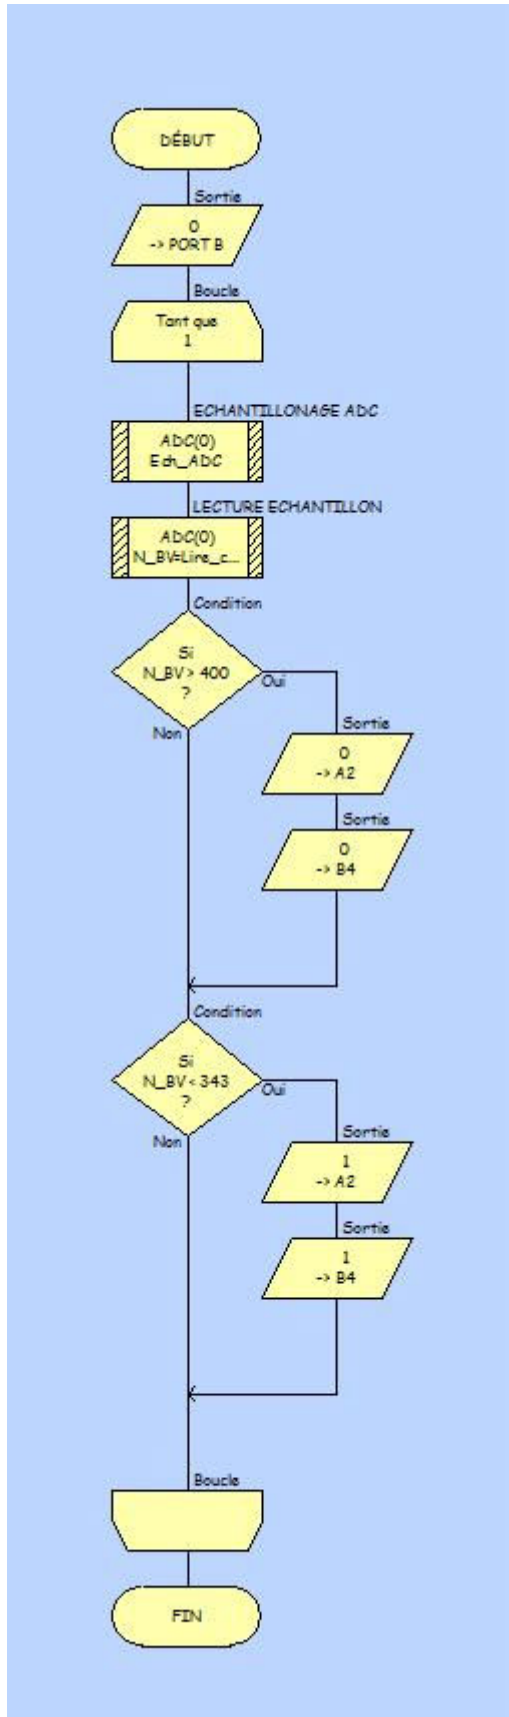 DÉBUT
Sortie
0
-> PORT B
Boucle
Tant que
1
ECHANTILLONAGE ADC
ADC(0)
Ech_ADC
LECTURE ECHANTILLON
ADC(0)
N_BV=Lire_c...
Condition
Si
N_BV > 400
?
Oui
Non
Sortie
0
-> A2
Sortie
0
-> B4
Condition
Si
N_BV < 343
?
Oui
Non
Sortie
1
-> A2
Sortie
1
-> B4
Boucle
FIN